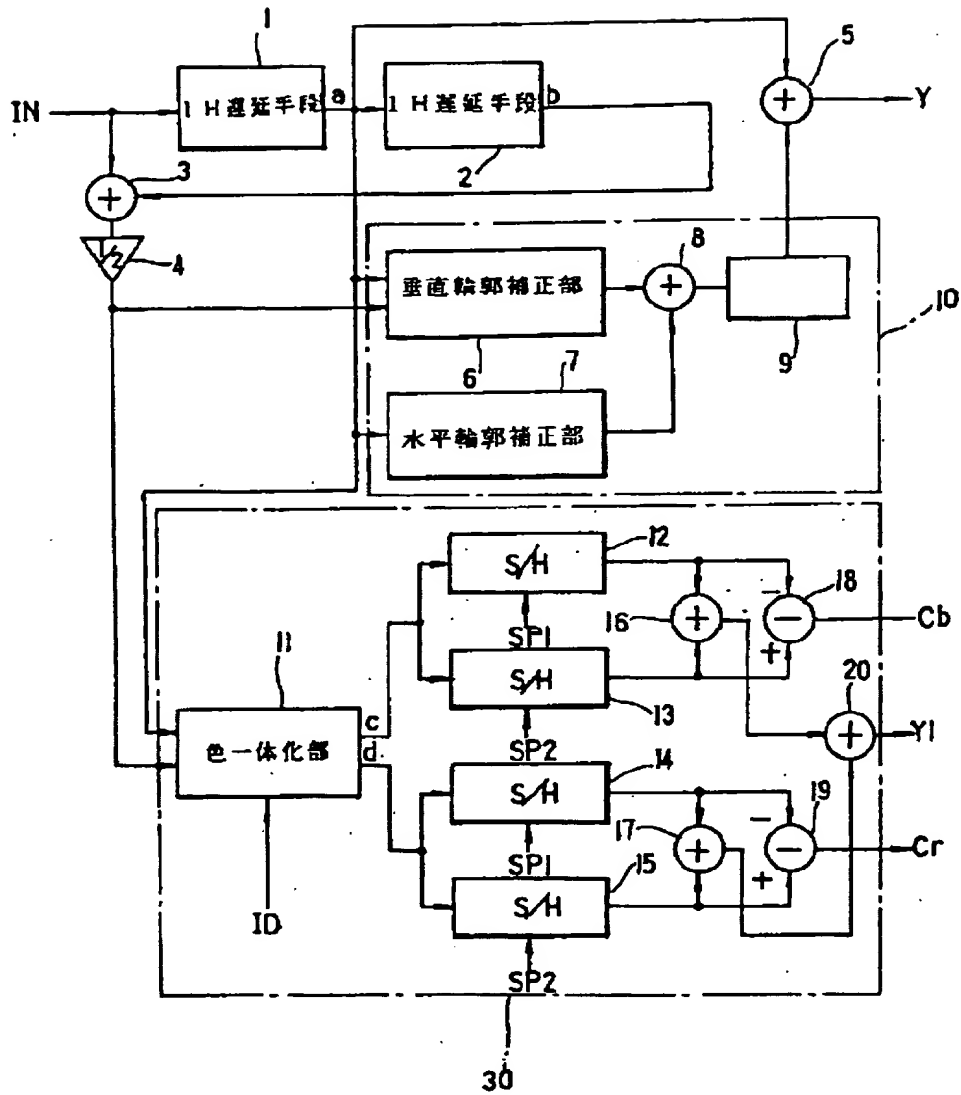 1
5
IN
1H遅延手段
a
1H遅延手段
b
+
Y
3
2
+
1/2
4
8
垂直輪郭補正部
+
10
6
7
9
水平輪郭補正部
S/H
12
-
18
16
+
-
Cb
SP1
+
11
S/H
20
13
c
+
Y1
色一体化部
SP2
d
14
S/H
-
19
17
+
-
Cr
SP1
15
+
S/H
ID
SP2
30